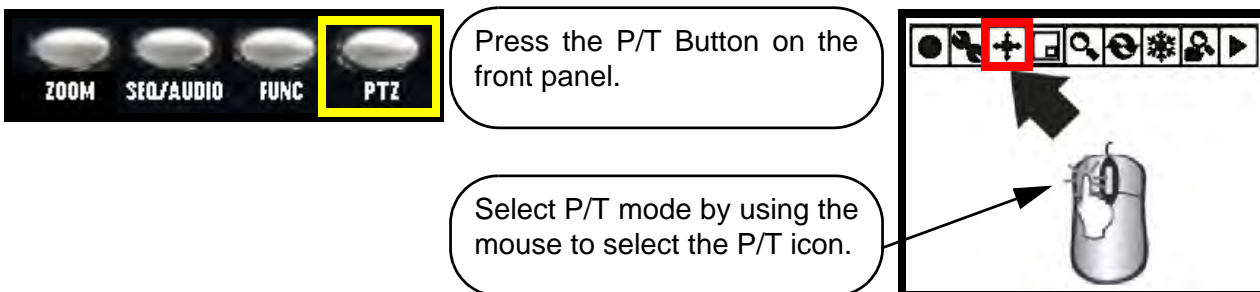 ZOOM SEQ/AUDIO FUNC PTZ
Press the P/T Button on the
front panel.
Select P/T mode by using the
mouse to select the P/T icon.